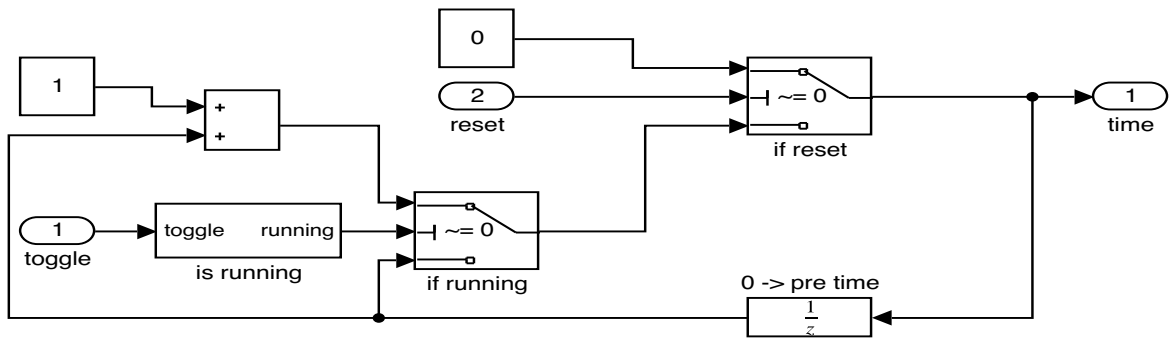 0
1
2
reset
~= 0
if reset
1
time
+
+
1
toggle
toggle running
is running
~= 0
if running
0 -> pre time
1
z